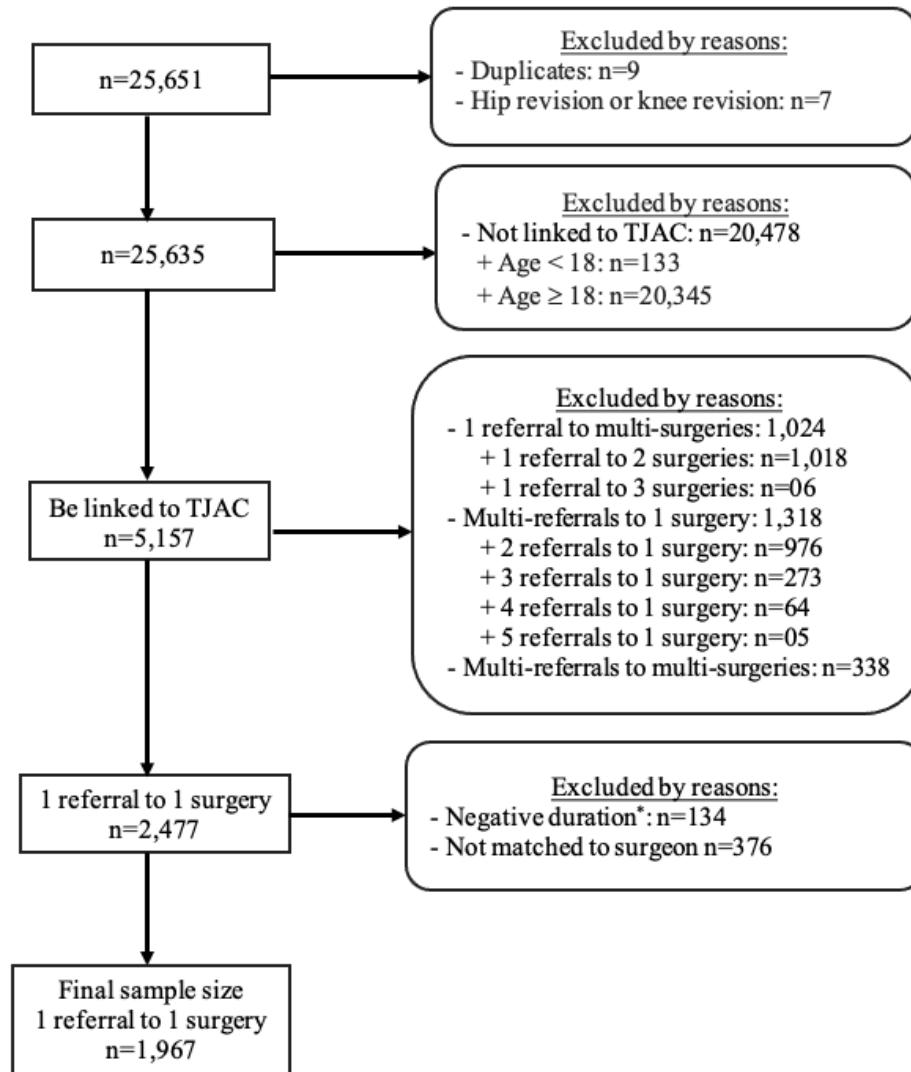 n=25,651
Excluded by reasons:
- Duplicates: n=9
- Hip revision or knee revision: n=7
n=25,635
Excluded by reasons:
- Not linked to TJAC: n=20,478
+ Age < 18: n=133
+ Age ≥ 18: n=20,345
Be linked to TJAC
n=5,157
Excluded by reasons:
- 1 referral to multi-surgeries: 1,024
+ 1 referral to 2 surgeries: n=1,018
+ 1 referral to 3 surgeries: n=06
- Multi-referrals to 1 surgery: 1,318
+ 2 referrals to 1 surgery: n=976
+ 3 referrals to 1 surgery: n=273
+ 4 referrals to 1 surgery: n=64
+ 5 referrals to 1 surgery: n=05
- Multi-referrals to multi-surgeries: n=338
1 referral to 1 surgery
n=2,477
Excluded by reasons:
- Negative duration*: n=134
- Not matched to surgeon n=376
Final sample size
1 referral to 1 surgery
n=1,967